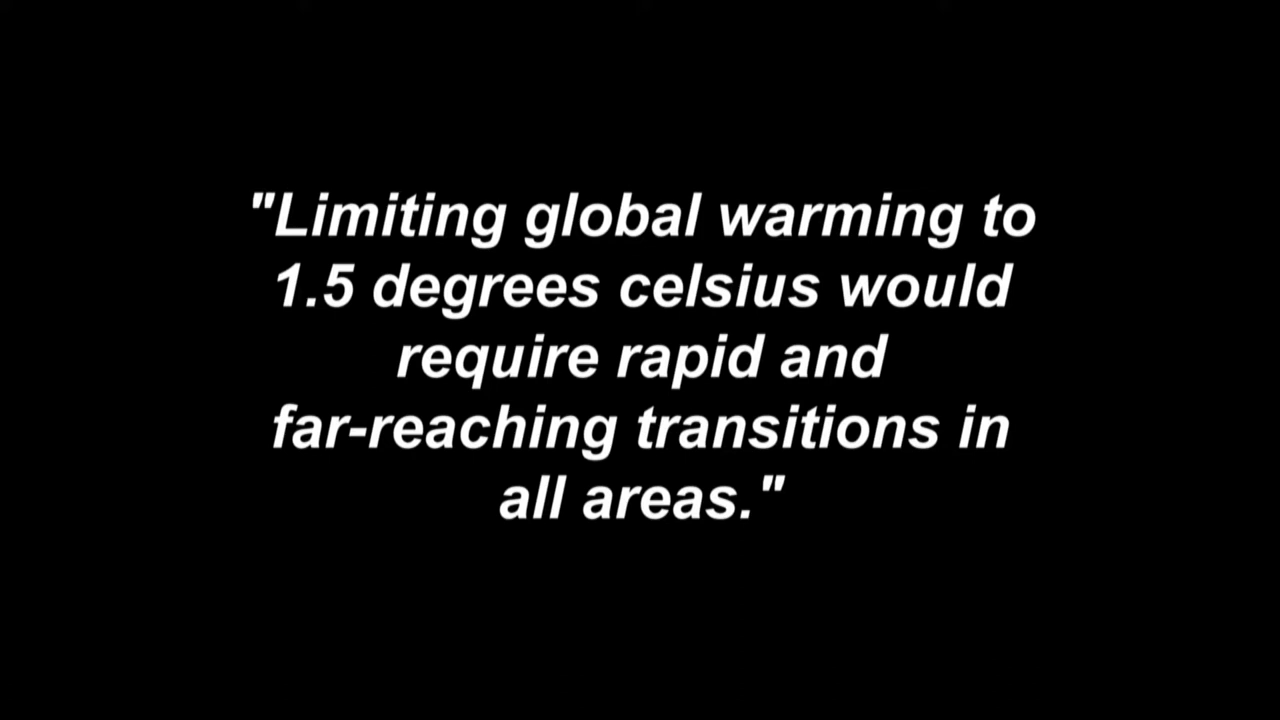 "Limiting global warming to
1.5 degrees celsius would
require rapid and
far-reaching transitions in
all areas."